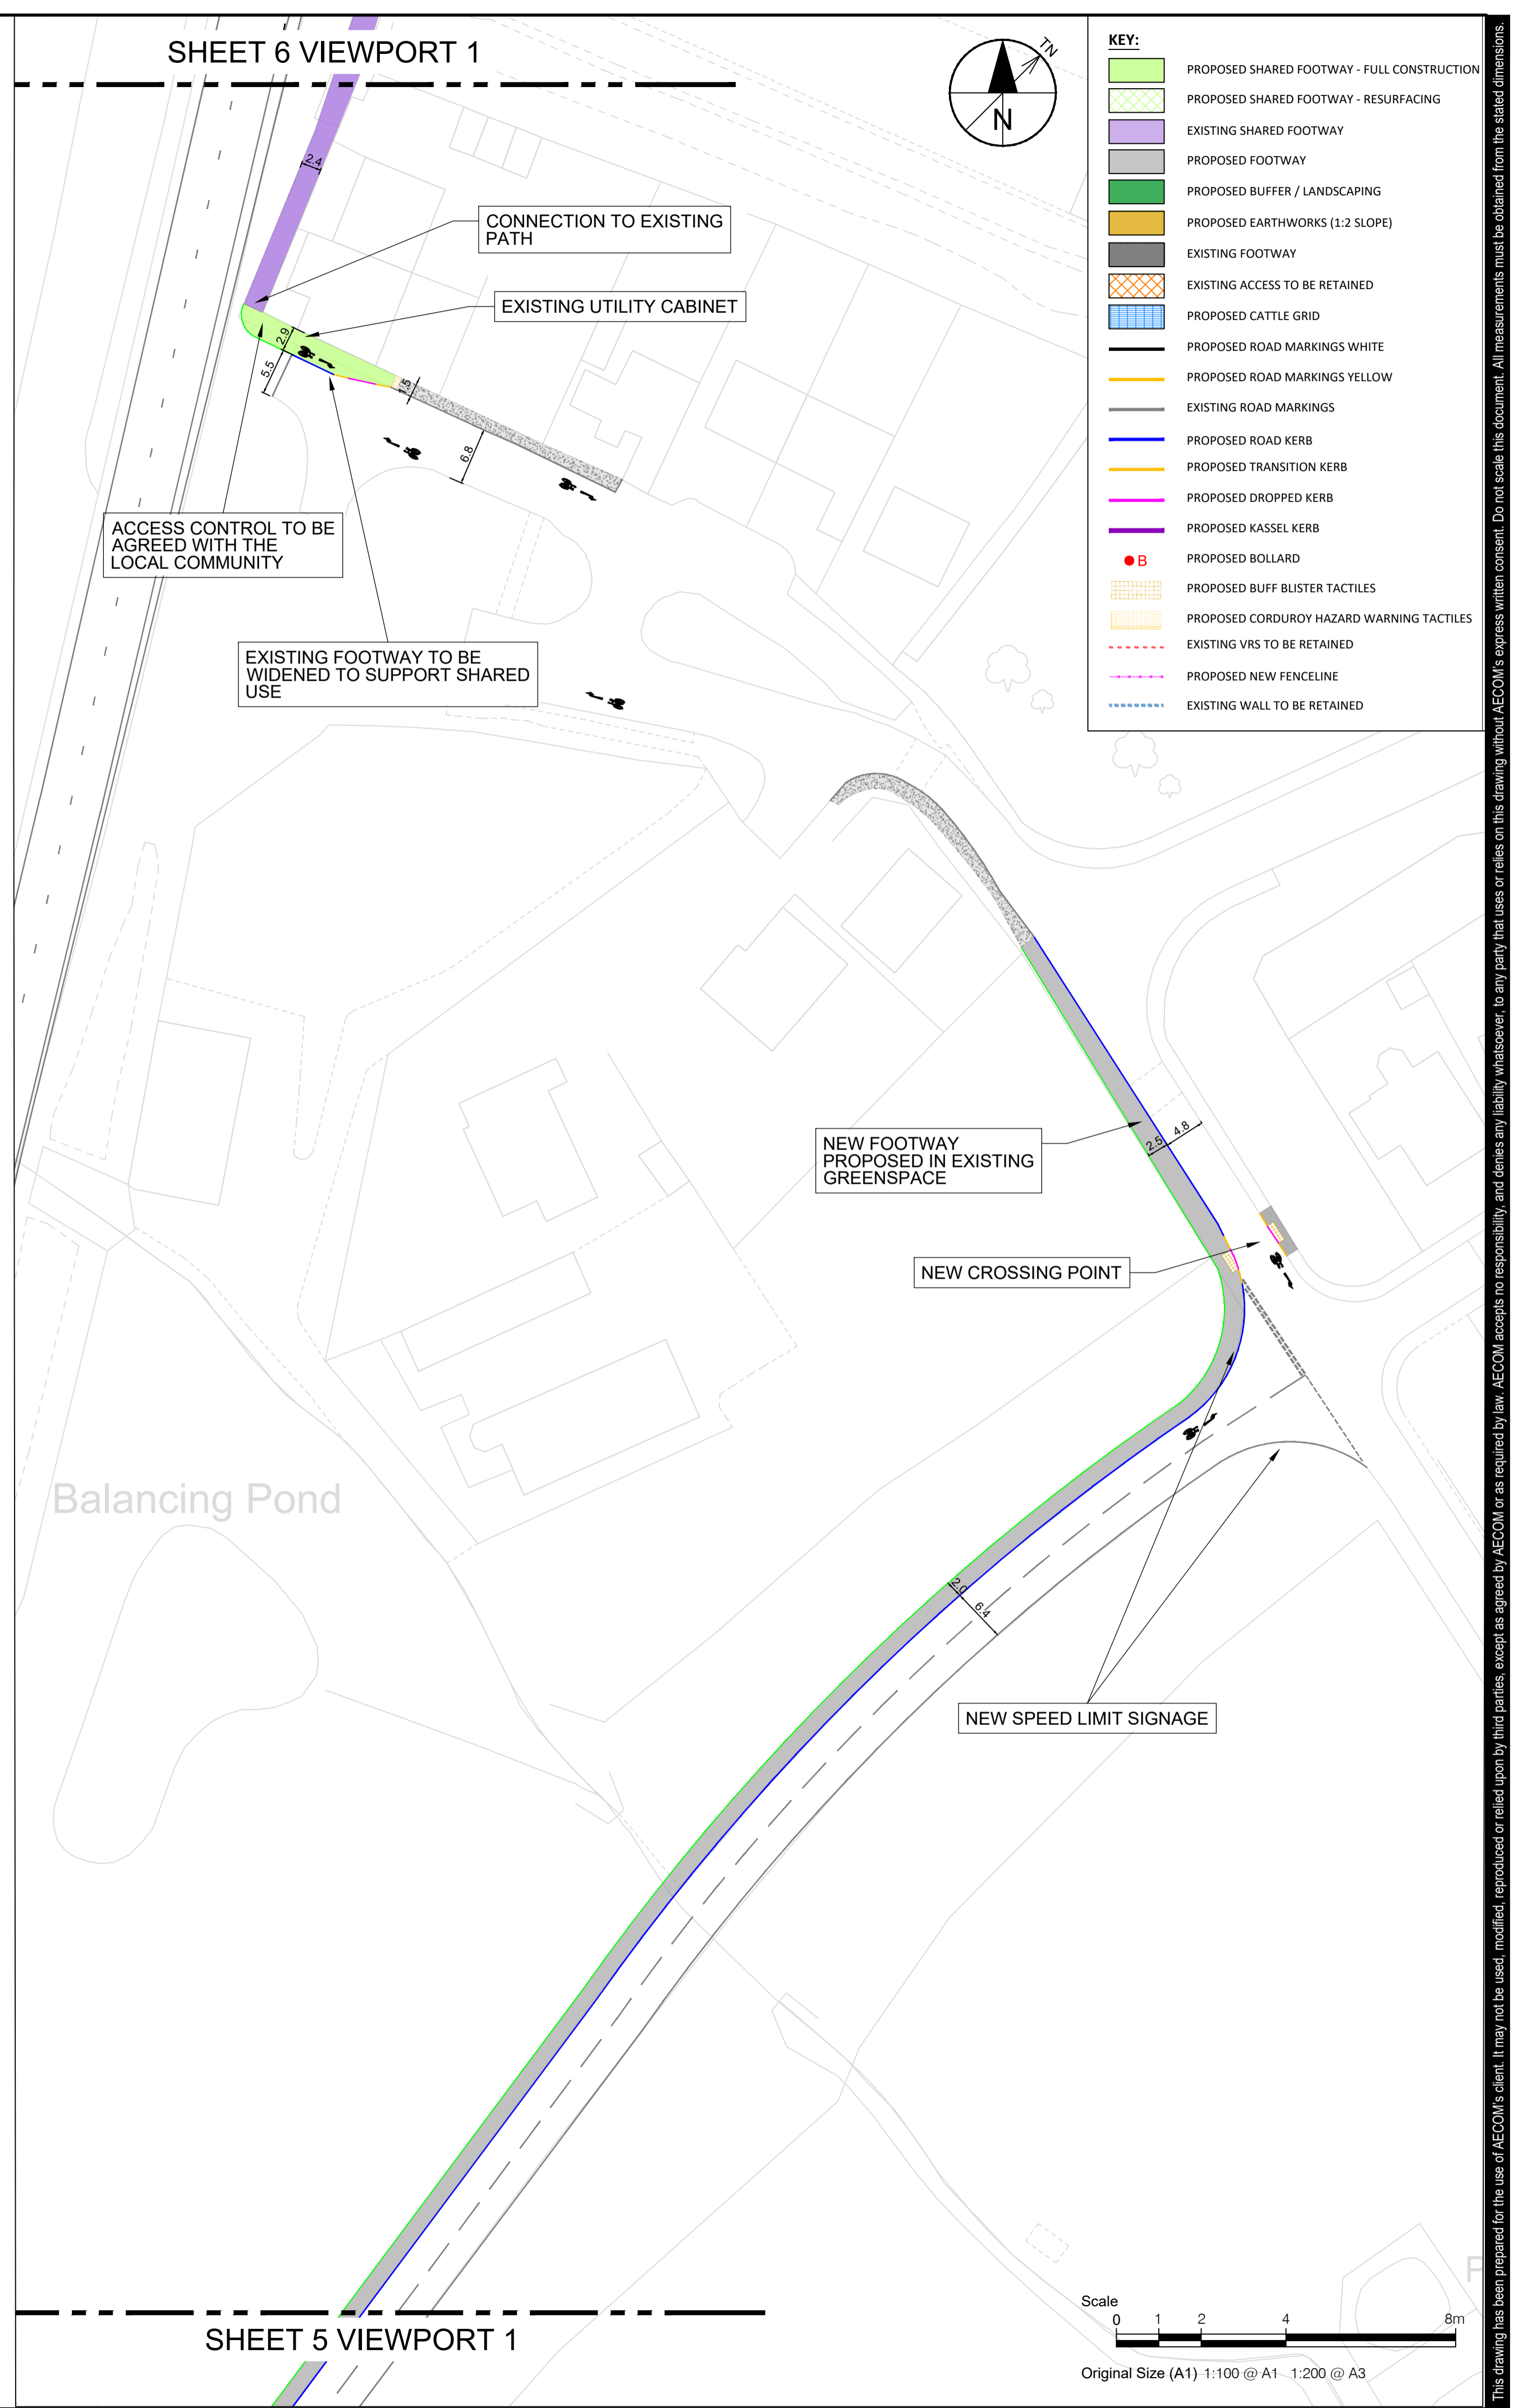 SHEET 6 VIEWPORT 1
TN
N
KEY:
PROPOSED SHARED FOOTWAY - FULL CONSTRUCTION
PROPOSED SHARED FOOTWAY - RESURFACING
EXISTING SHARED FOOTWAY
PROPOSED FOOTWAY
PROPOSED BUFFER / LANDSCAPING
PROPOSED EARTHWORKS (1:2 SLOPE)
EXISTING FOOTWAY
EXISTING ACCESS TO BE RETAINED
PROPOSED CATTLE GRID
PROPOSED ROAD MARKINGS WHITE
PROPOSED ROAD MARKINGS YELLOW
EXISTING ROAD MARKINGS
PROPOSED ROAD KERB
PROPOSED TRANSITION KERB
PROPOSED DROPPED KERB
PROPOSED KASSEL KERB
B PROPOSED BOLLARD
PROPOSED BUFF BLISTER TACTILES
PROPOSED CORDUROY HAZARD WARNING TACTILES
EXISTING VRS TO BE RETAINED
PROPOSED NEW FENCELINE
EXISTING WALL TO BE RETAINED
2.4
CONNECTION TO EXISTING
PATH
EXISTING UTILITY CABINET
2.9
5.5
1.5
6.8
ACCESS CONTROL TO BE
AGREED WITH THE
LOCAL COMMUNITY
EXISTING FOOTWAY TO BE
WIDENED TO SUPPORT SHARED
USE
NEW FOOTWAY
PROPOSED IN EXISTING
GREENSPACE
2.5
4.8
NEW CROSSING POINT
Balancing Pond
2.0
6.4
NEW SPEED LIMIT SIGNAGE
P
SHEET 5 VIEWPORT 1
Scale
0 1 2 4 8m
Original Size (A1) 1:100 @ A1 1:200 @ A3
This drawing has been prepared for the use of AECOM's client. It may not be used, modified, reproduced or relied upon by third parties, except as agreed by AECOM or as required by law. AECOM accepts no responsibility, and denies any liability whatsoever, to any party that uses or relies on this drawing without AECOM's express written consent. Do not scale this document. All measurements must be obtained from the stated dimensions.